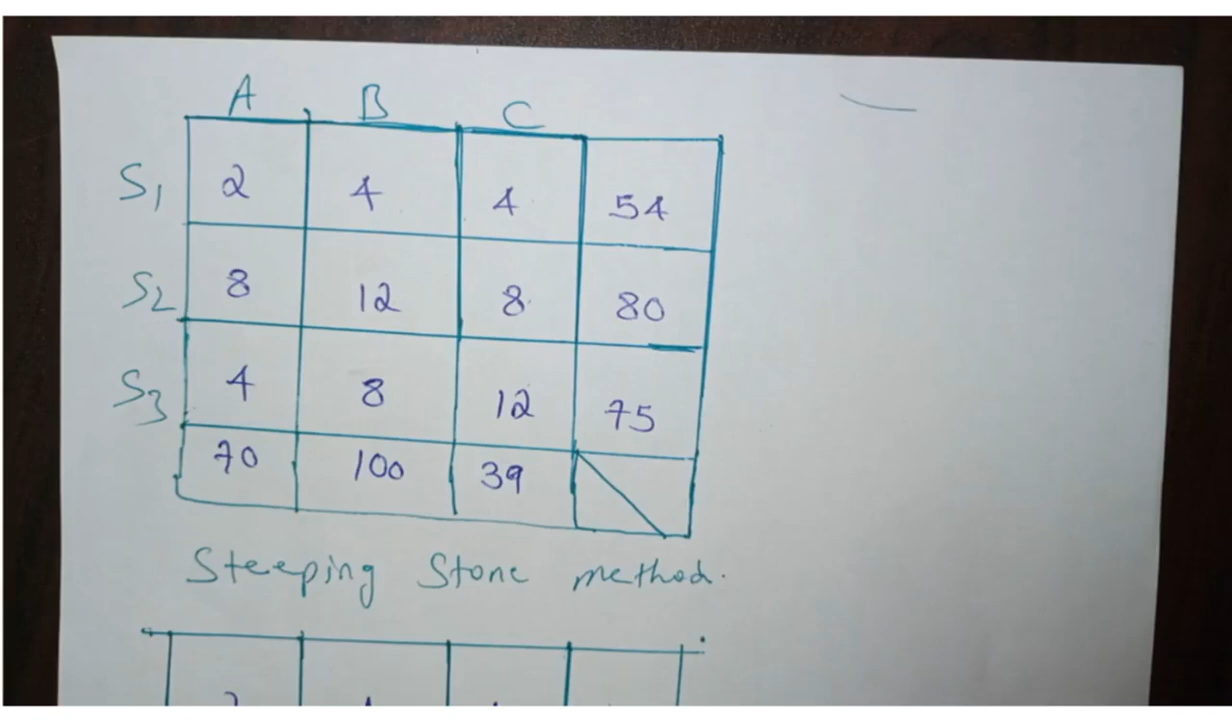 A B C
S1 2 4 4 54
S2 8 12 8 80
S3 4 8 12 75
70 100 39
Steeping Stone method.